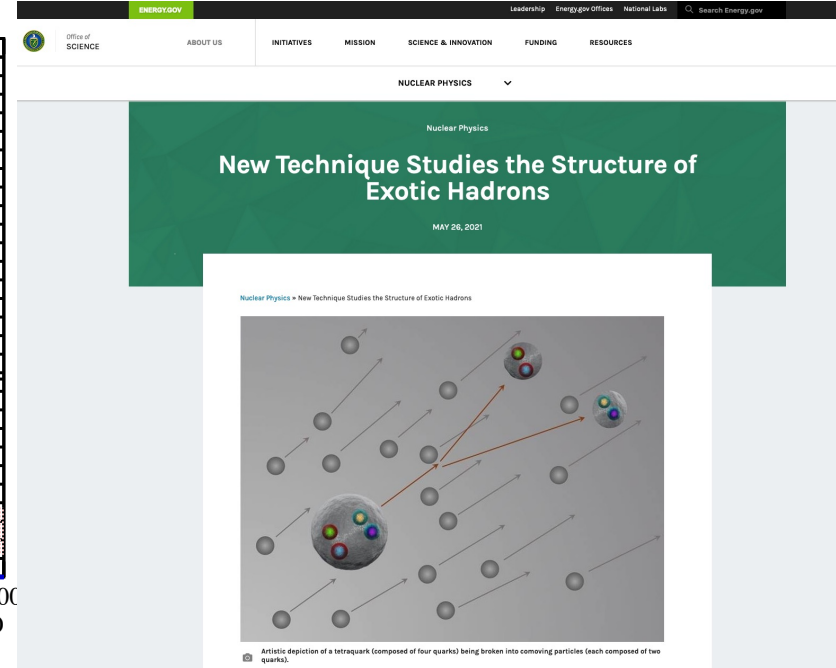 ENERGY.GOV
Leadership Energy.gov Offices National Labs Search Energy.gov
Office of
SCIENCE
ABOUT US INITIATIVES MISSION SCIENCE & INNOVATION FUNDING RESOURCES
NUCLEAR PHYSICS
Nuclear Physics
New Technique Studies the Structure of
Exotic Hadrons
MAY 26, 2021
Nuclear Physics » New Technique Studies the Structure of Exotic Hadrons
Artistic depiction of a tetraquark (composed of four quarks) being broken into comoving particles (each composed of two
quarks).